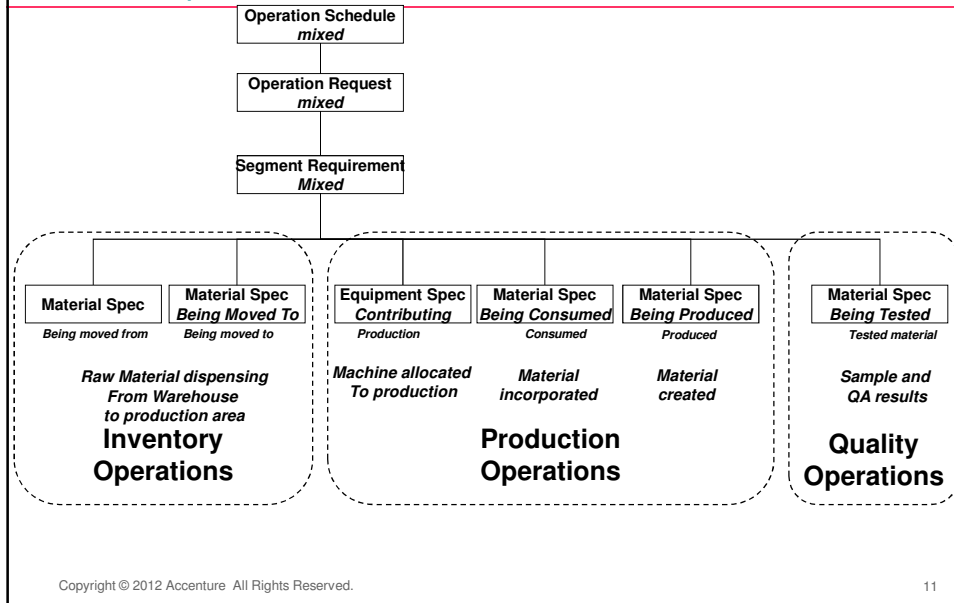 Operation Schedule
mixed
Operation Request
mixed
Segment Requirement
Mixed
Material Spec
Being moved from
Material Spec
Being Moved To
Being moved to
Raw Material dispensing
From Warehouse
to production area
Inventory
Operations
Equipment Spec
Contributing
Production
Machine allocated
To production
Material Spec
Being Consumed
Consumed
Material
incorporated
Material Spec
Being Produced
Produced
Material
created
Production
Operations
Material Spec
Being Tested
Tested material
Sample and
QA results
Quality
Operations
Copyright © 2012 Accenture All Rights Reserved.
11